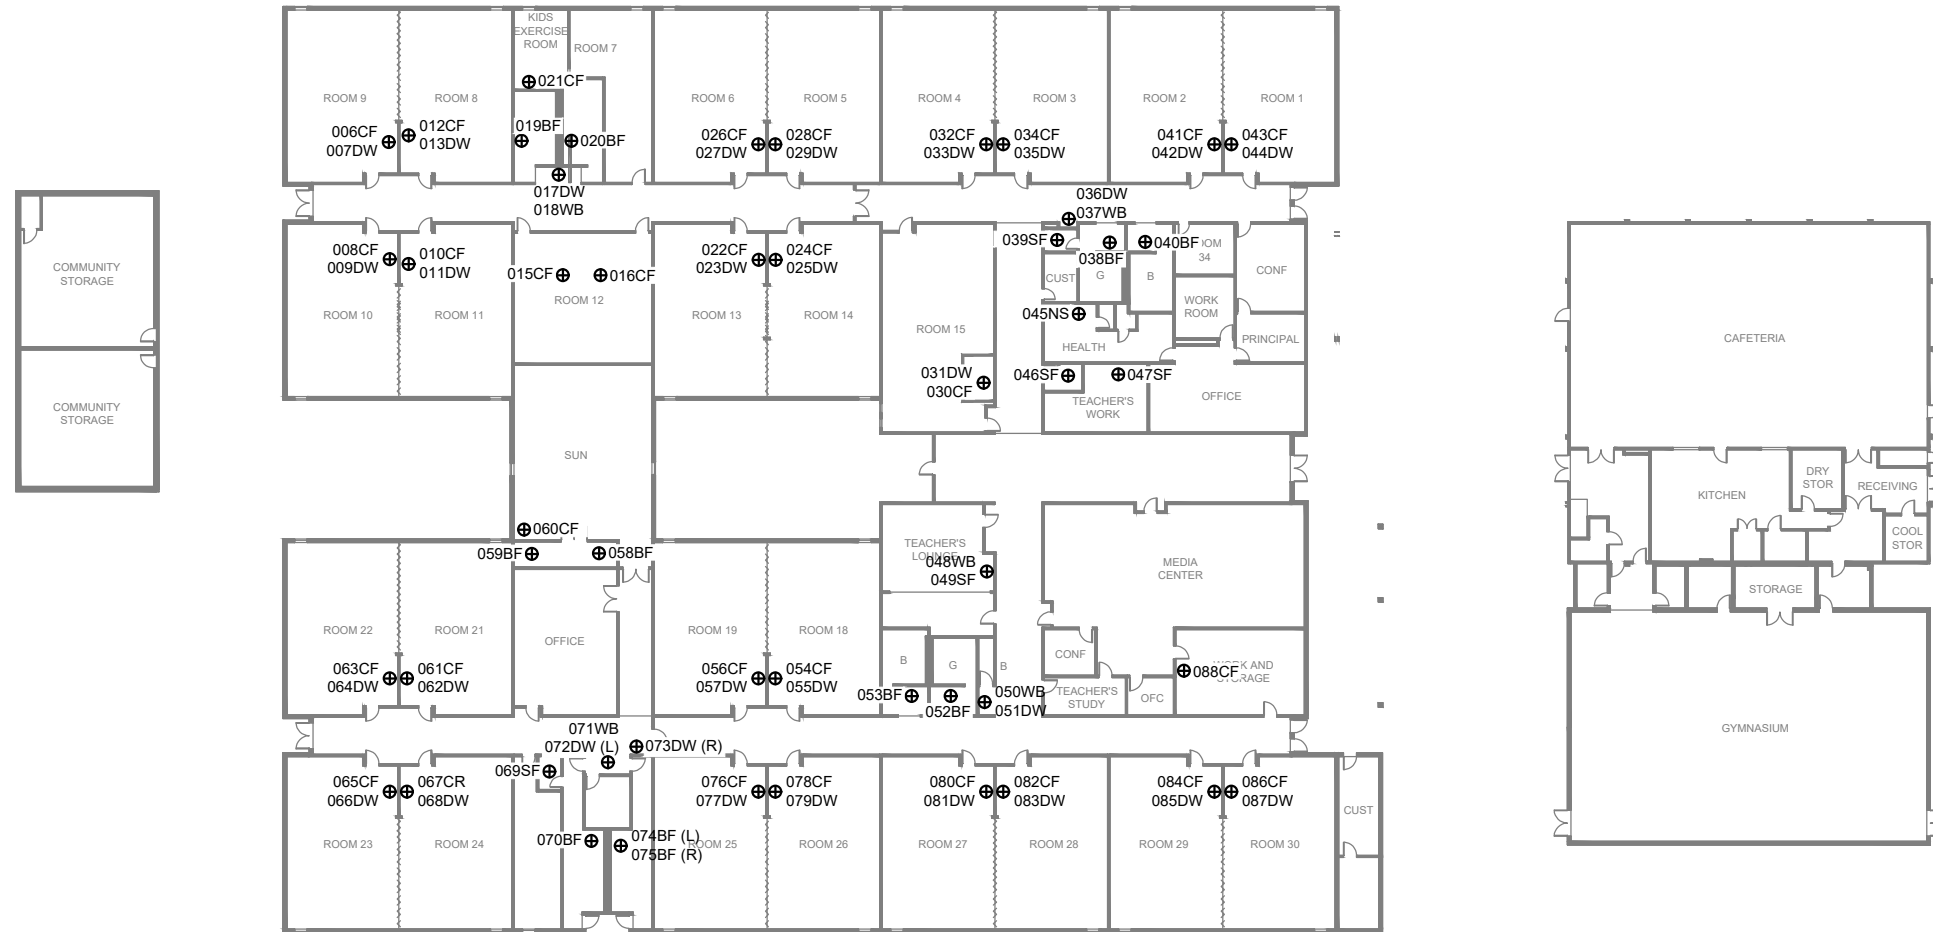 KIDS
EXERCISE
ROOM
ROOM 7
021CF
ROOM 9
ROOM 8
ROOM 6
ROOM 5
ROOM 4
ROOM 3
ROOM 2
ROOM 1
006CF
007DW
012CF
013DW
019BF
020BF
026CF
027DW
028CF
029DW
032CF
033DW
034CF
035DW
041CF
042DW
043CF
044DW
017DW
018WB
036DW
037WB
008CF
009DW
010CF
011DW
015CF
016CF
ROOM 12
022CF
023DW
024CF
025DW
039SF
038BF
040BF
34
CUST
G
B
CONF
WORK
ROOM
COMMUNITY
STORAGE
ROOM 10
ROOM 11
ROOM 13
ROOM 14
ROOM 15
045NS
HEALTH
PRINCIPAL
CAFETERIA
031DW
030CF
046SF
047SF
TEACHER'S
WORK
OFFICE
COMMUNITY
STORAGE
SUN
060CF
059BF
058BF
TEACHER'S
LOUNGE
048WB
049SF
MEDIA
CENTER
KITCHEN
DRY
STOR
RECEIVING
COOL
STOR
STORAGE
ROOM 22
ROOM 21
OFFICE
ROOM 19
ROOM 18
063CF
064DW
061CF
062DW
056CF
057DW
054CF
055DW
B
G
B
053BF
052BF
050WB
051DW
CONF
TEACHER'S
STUDY
OFC
088CF
WORK AND
STORAGE
GYMNASIUM
071WB
072DW (L)
073DW (R)
069SF
065CF
066DW
067CR
068DW
076CF
077DW
078CF
079DW
080CF
081DW
082CF
083DW
084CF
085DW
086CF
087DW
CUST
070BF
074BF (L)
075BF (R)
ROOM 23
ROOM 24
ROOM 25
ROOM 26
ROOM 27
ROOM 28
ROOM 29
ROOM 30